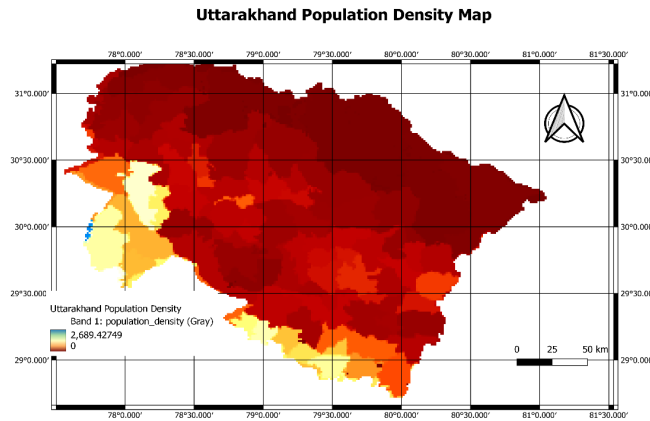 Uttarakhand Population Density Map
78°0.000′ 78°30.000′ 79°0.000′ 79°30.000′ 80°0.000′ 80°30.000′ 81°0.000′ 81°30.000′
31°0.000′ 31°0.000′
30°30.000′ 30°30.000′
30°0.000′ 30°0.000′
29°30.000′ 29°30.000′
Uttarakhand Population Density
Band 1: population_density (Gray)
2,689.42749
0
0 25 50 km
29°0.000′ 29°0.000′
78°0.000′ 78°30.000′ 79°0.000′ 79°30.000′ 80°0.000′ 80°30.000′ 81°0.000′ 81°30.000′